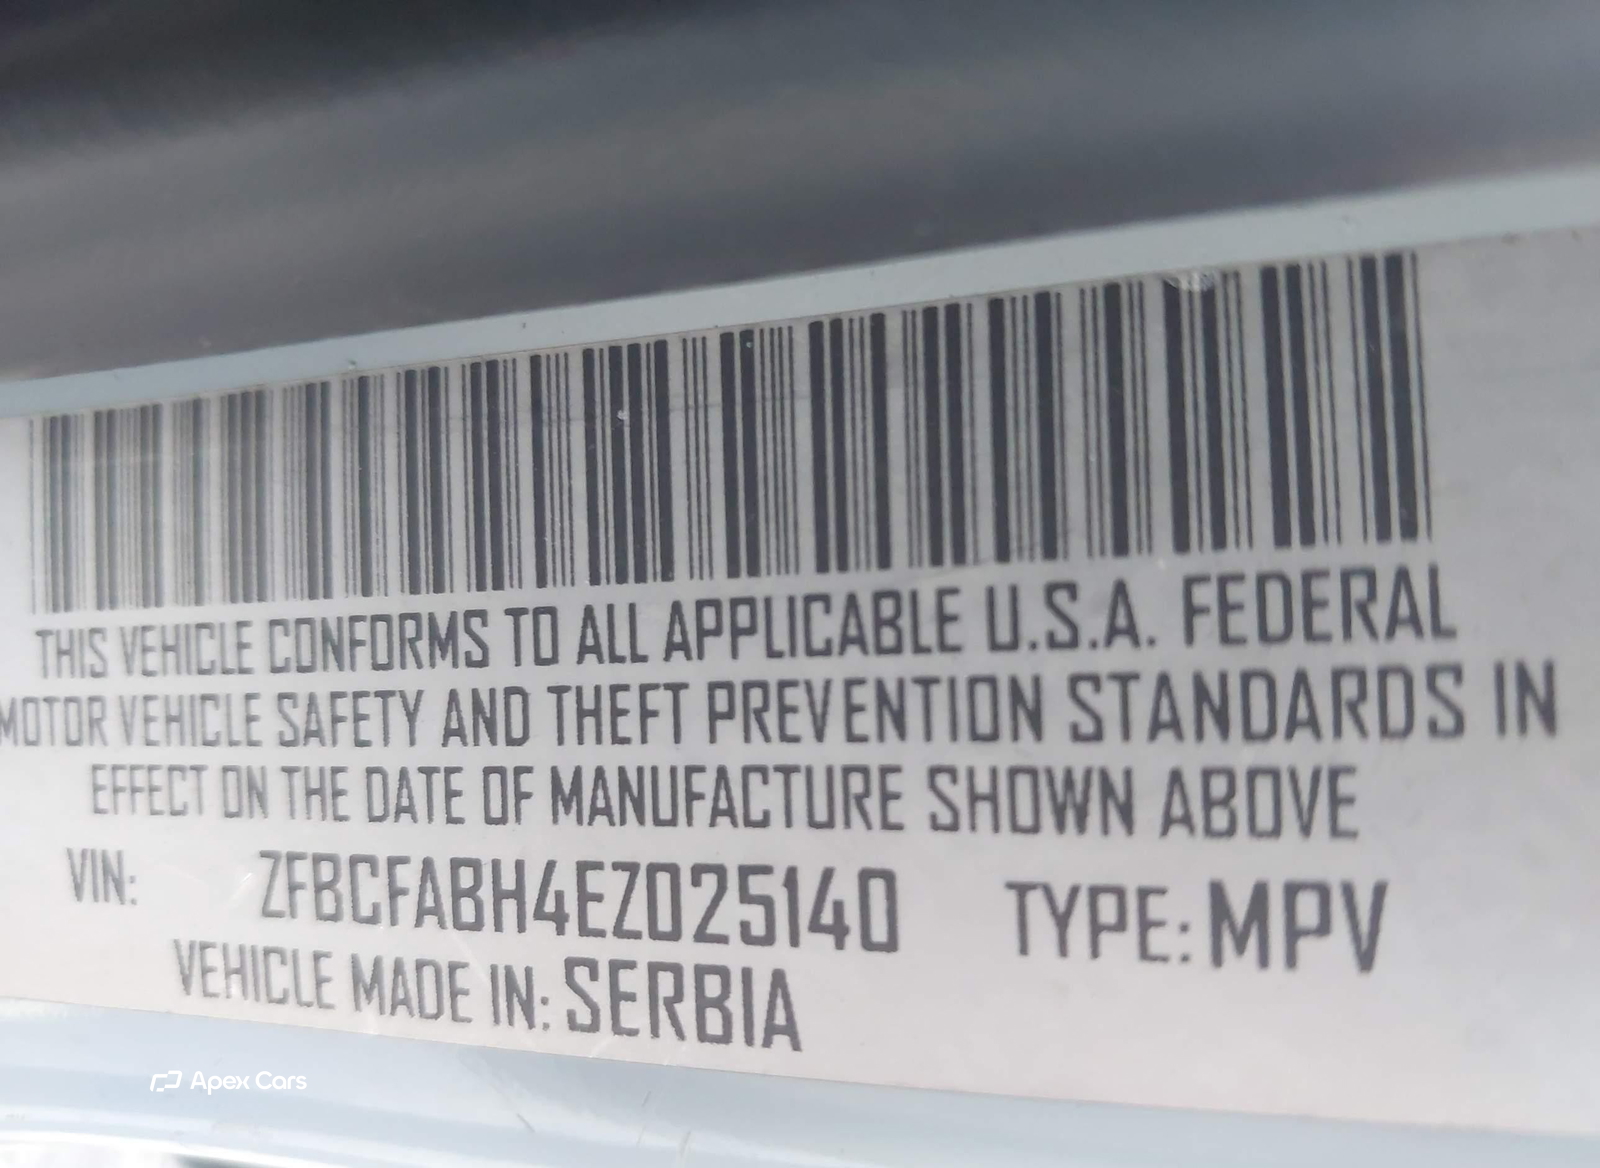 THIS VEHICLE CONFORMS TO ALL APPLICABLE U.S.A. FEDERAL
MOTOR VEHICLE SAFETY AND THEFT PREVENTION STANDARDS IN
EFFECT ON THE DATE OF MANUFACTURE SHOWN ABOVE
VIN: ZFBCFABH4EZ025140 TYPE: MPV
VEHICLE MADE IN: SERBIA
Apex Cars